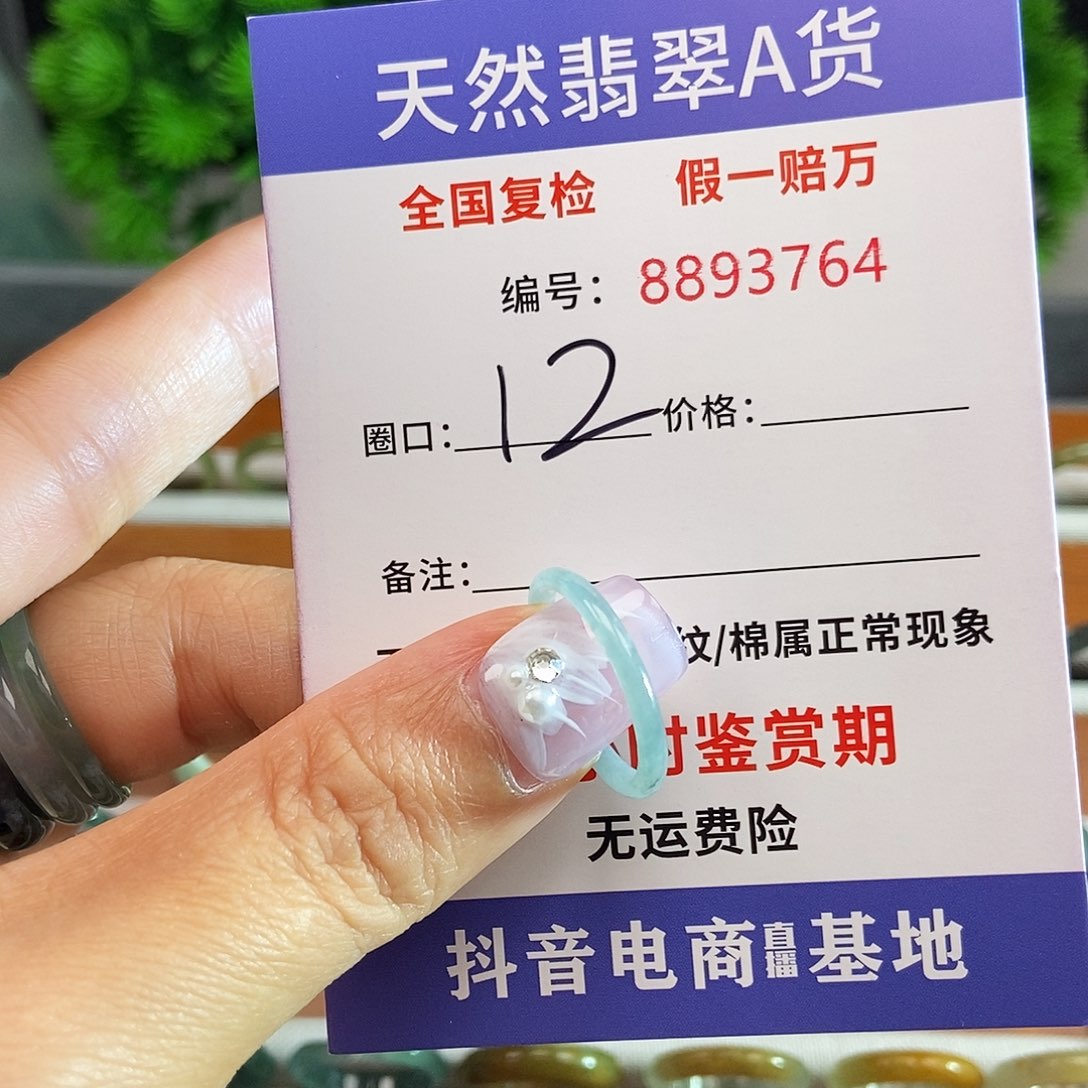 天然翡翠A货
全国复检 假一赔万
编号：8893764
圈口：12 价格：
备注：
纹/棉属正常现象
时鉴赏期
无运费险
抖音电商直播基地